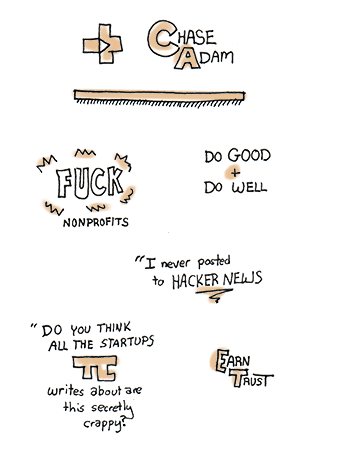 CHASE
ADAM
FUCK
NONPROFITS
DO GOOD
+
DO WELL
"I never posted
to HACKER NEWS
"DO YOU THINK
ALL THE STARTUPS
TC
writes about are
this secretly
crappy?
EARN
TRUST